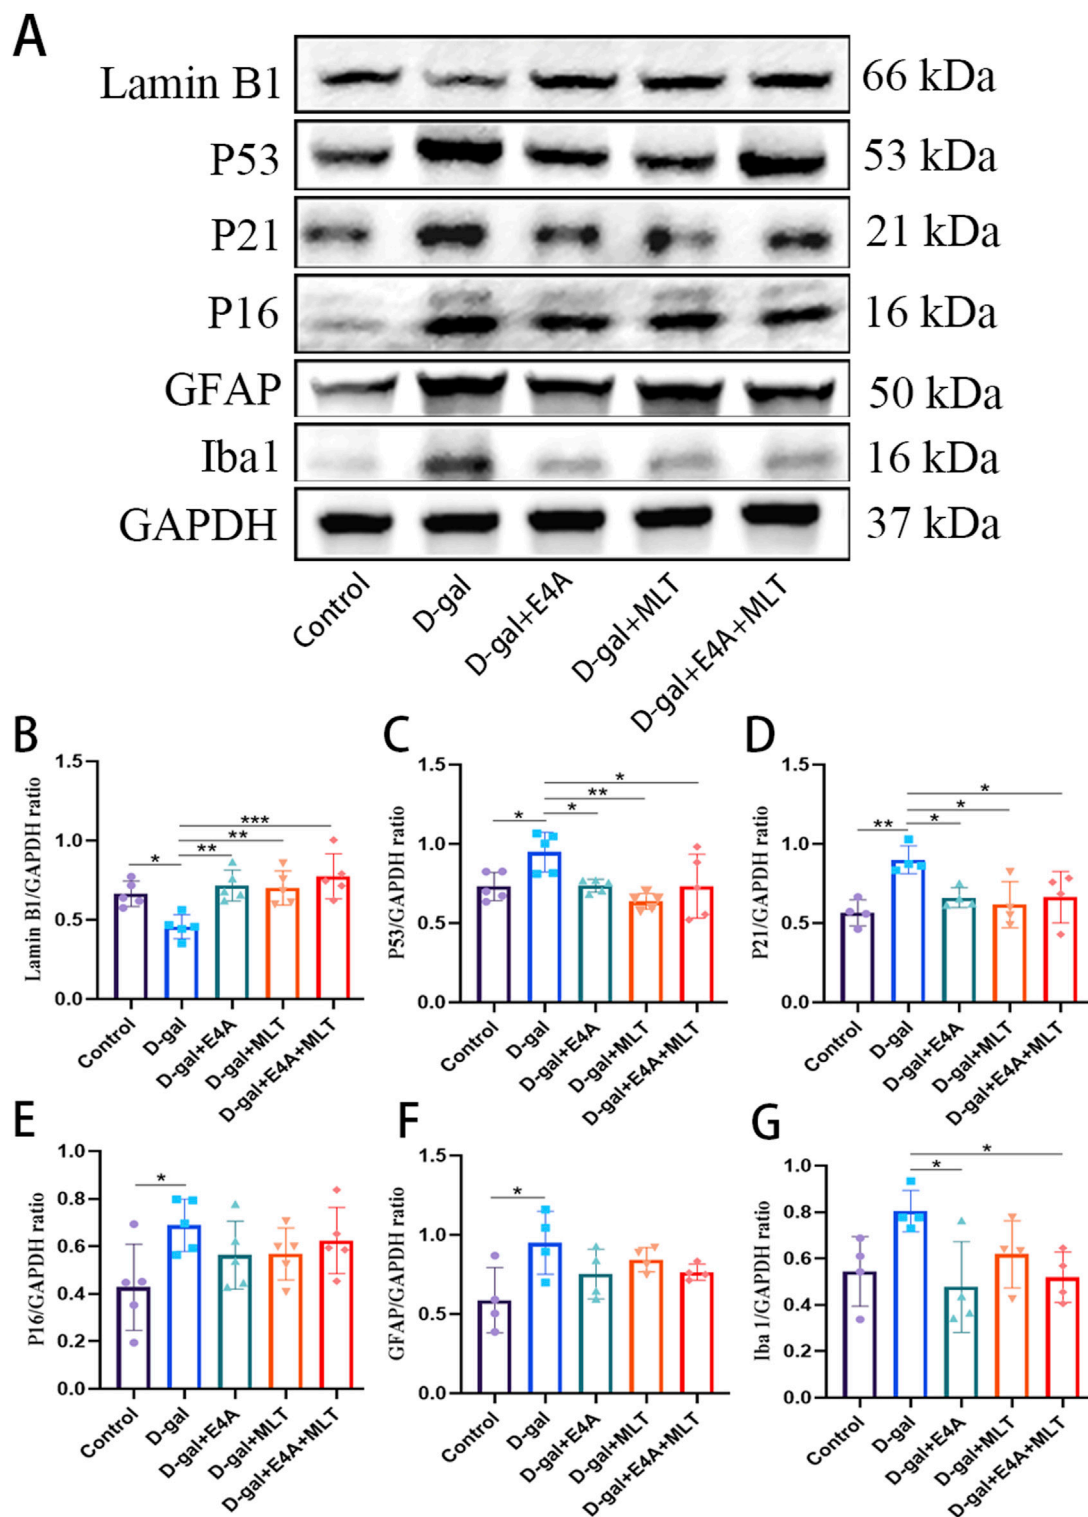 A
Lamin B1 66 kDa
P53 53 kDa
P21 21 kDa
P16 16 kDa
GFAP 50 kDa
Iba1 16 kDa
GAPDH 37 kDa
Control D-gal D-gal+E4A D-gal+MLT D-gal+E4A+MLT
B
Lamin B1/GAPDH ratio
1.5
1.0
0.5
0.0
***
**
* **
Control D-gal D-gal+E4A D-gal+MLT D-gal+E4A+MLT
C
P53/GAPDH ratio
1.5
1.0
0.5
0.0
*
**
* *
Control D-gal D-gal+E4A D-gal+MLT D-gal+E4A+MLT
D
P21/GAPDH ratio
1.5
1.0
0.5
0.0
*
*
** *
Control D-gal D-gal+E4A D-gal+MLT D-gal+E4A+MLT
E
P16/GAPDH ratio
1.0
0.8
0.6
0.4
0.2
0.0
*
Control D-gal D-gal+E4A D-gal+MLT D-gal+E4A+MLT
F
GFAP/GAPDH ratio
1.5
1.0
0.5
0.0
*
Control D-gal D-gal+E4A D-gal+MLT D-gal+E4A+MLT
G
Iba 1/GAPDH ratio
1.0
0.8
0.6
0.4
0.2
0.0
*
*
Control D-gal D-gal+E4A D-gal+MLT D-gal+E4A+MLT